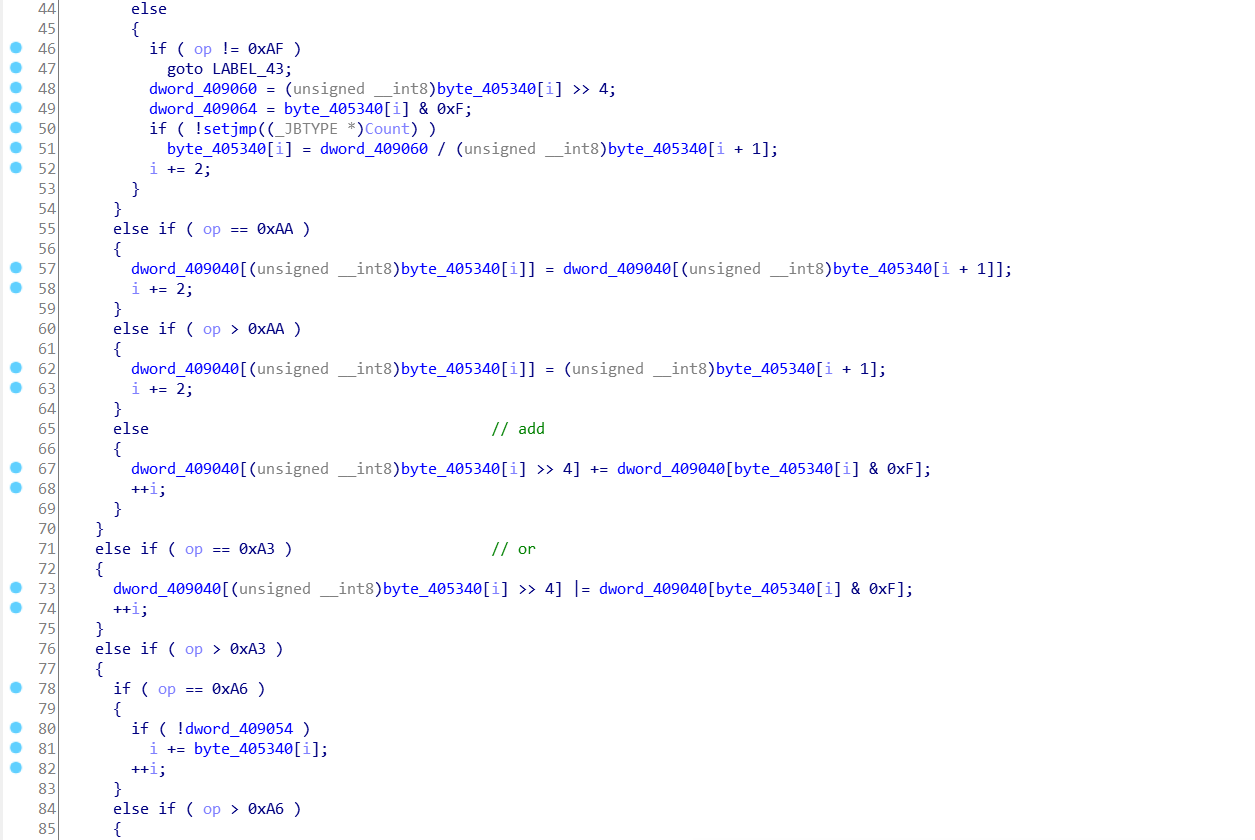 44 else
45 {
46 if ( op != 0xAF )
47 goto LABEL_43;
48 dword_409060 = (unsigned __int8)byte_405340[i] >> 4;
49 dword_409064 = byte_405340[i] & 0xF;
50 if ( !setjmp((_JBTYPE *)Count) )
51 byte_405340[i] = dword_409060 / (unsigned __int8)byte_405340[i + 1];
52 i += 2;
53 }
54 }
55 else if ( op == 0xAA )
56 {
57 dword_409040[(unsigned __int8)byte_405340[i]] = dword_409040[(unsigned __int8)byte_405340[i + 1]];
58 i += 2;
59 }
60 else if ( op > 0xAA )
61 {
62 dword_409040[(unsigned __int8)byte_405340[i]] = (unsigned __int8)byte_405340[i + 1];
63 i += 2;
64 }
65 else // add
66 {
67 dword_409040[(unsigned __int8)byte_405340[i] >> 4] += dword_409040[byte_405340[i] & 0xF];
68 ++i;
69 }
70 }
71 else if ( op == 0xA3 ) // or
72 {
73 dword_409040[(unsigned __int8)byte_405340[i] >> 4] |= dword_409040[byte_405340[i] & 0xF];
74 ++i;
75 }
76 else if ( op > 0xA3 )
77 {
78 if ( op == 0xA6 )
79 {
80 if ( !dword_409054 )
81 i += byte_405340[i];
82 ++i;
83 }
84 else if ( op > 0xA6 )
85 {